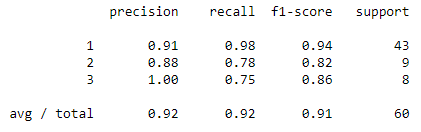 precision recall f1-score support
1 0.91 0.98 0.94 43
2 0.88 0.78 0.82 9
3 1.00 0.75 0.86 8
avg / total 0.92 0.92 0.91 60